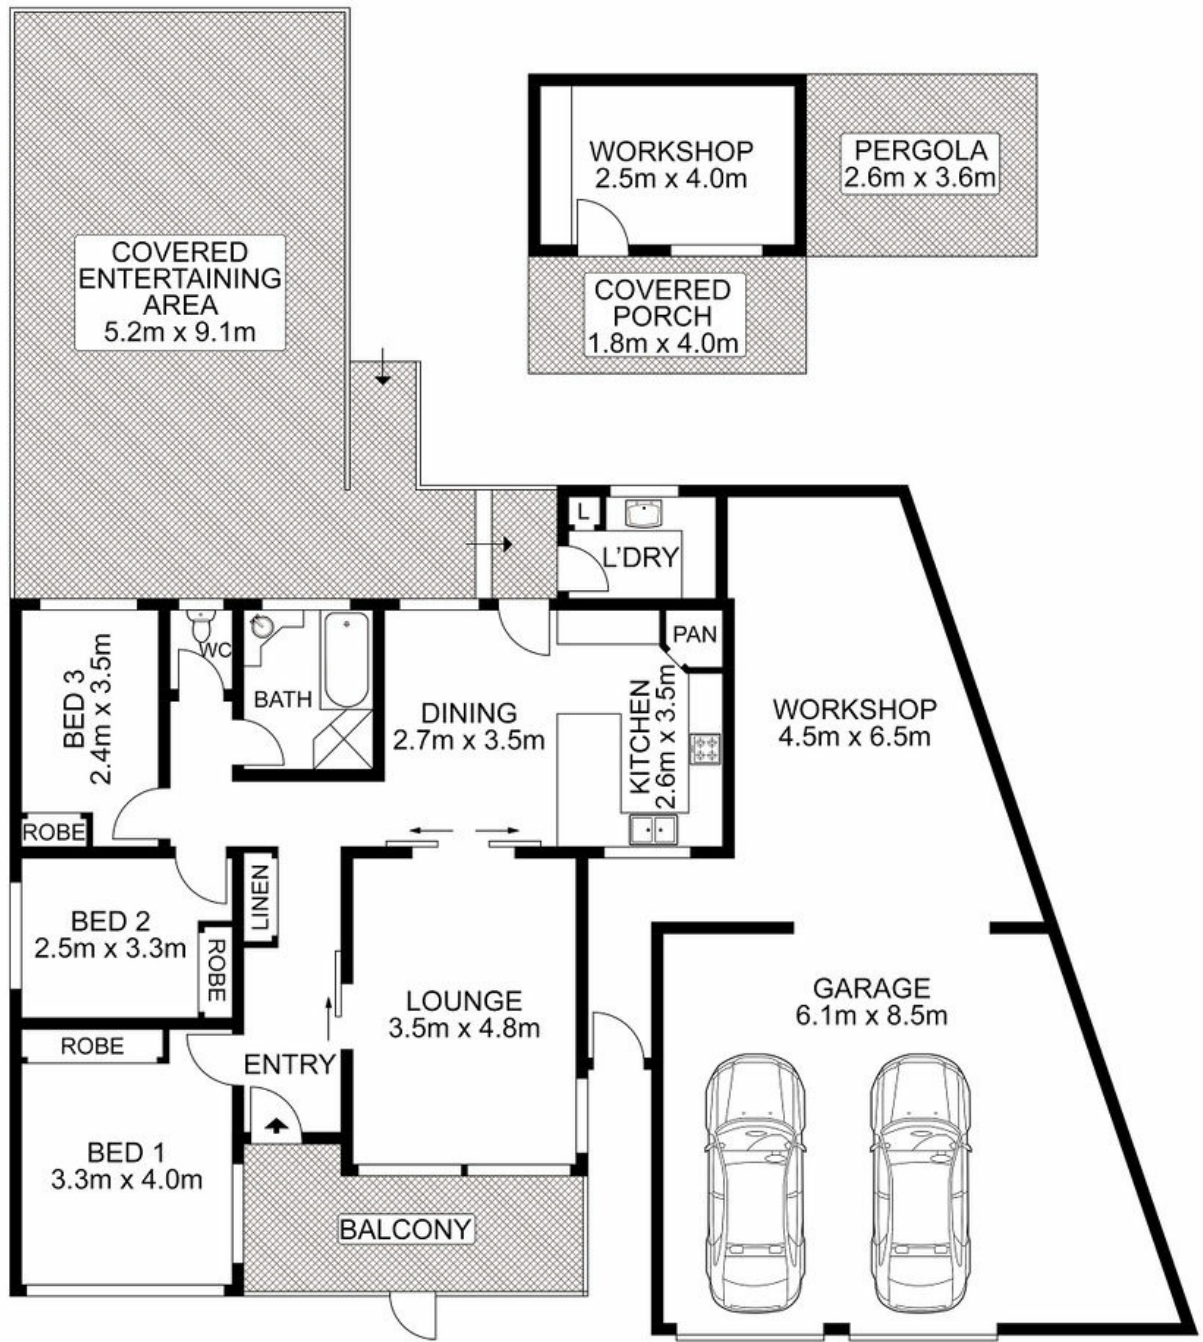 WORKSHOP
2.5m x 4.0m
PERGOLA
2.6m x 3.6m
COVERED
ENTERTAINING
AREA
5.2m x 9.1m
COVERED
PORCH
1.8m x 4.0m
L
L'DRY
WC
BATH
BED 3
2.4m x 3.5m
ROBE
DINING
2.7m x 3.5m
PAN
KITCHEN
2.6m x 3.5m
WORKSHOP
4.5m x 6.5m
BED 2
2.5m x 3.3m
ROBE
LINEN
LOUNGE
3.5m x 4.8m
GARAGE
6.1m x 8.5m
ROBE
ENTRY
BED 1
3.3m x 4.0m
BALCONY